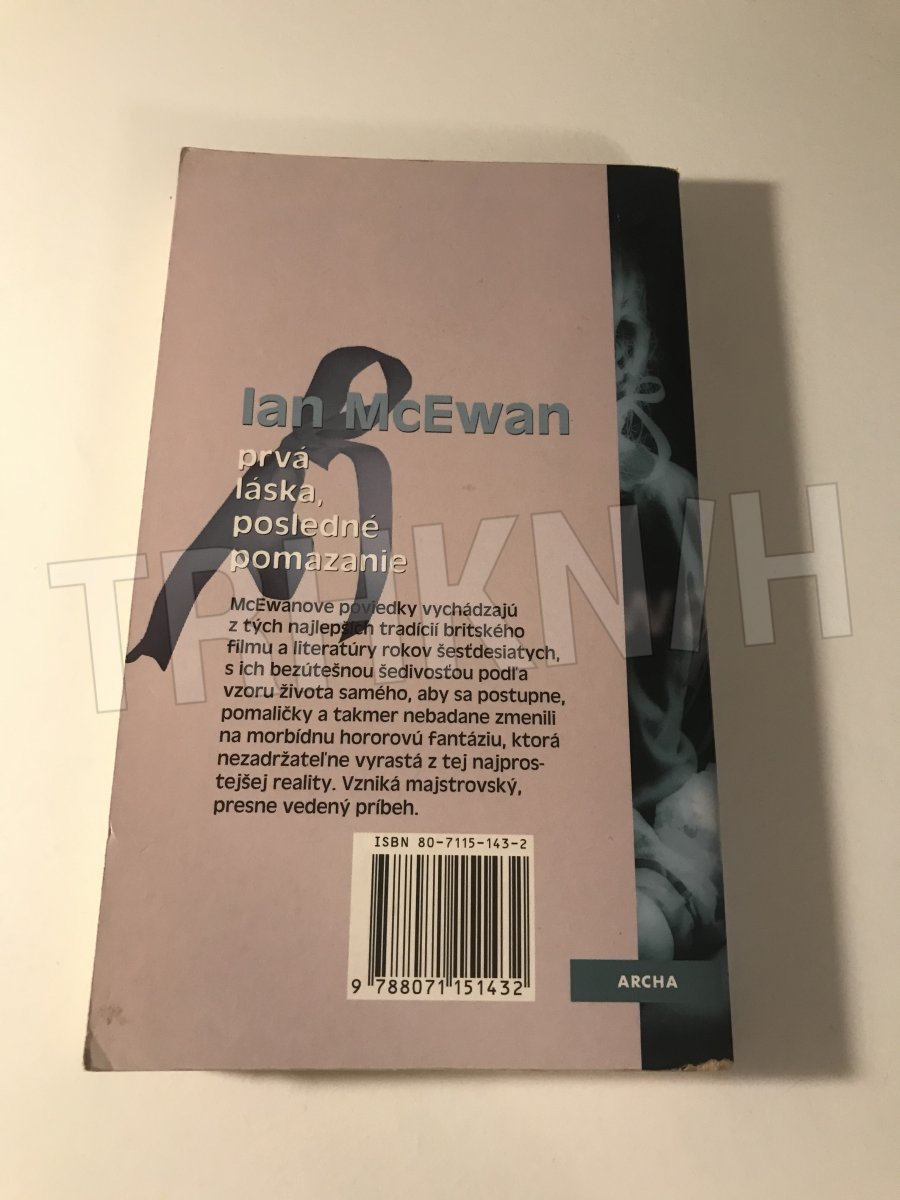 Ian McEwan
prvá
láska,
posledné
pomazanie
McEwanove poviedky vychádzajú
z tých najlepších tradícií britského
filmu a literatúry rokov šesťdesiatych,
s ich bezútešnou šedivosťou podľa
vzoru života samého, aby sa postupne,
pomaličky a takmer nebadane zmenili
na morbídnu hororovú fantáziu, ktorá
nezadržateľne vyrastá z tej najpros-
tejšej reality. Vzniká majstrovský,
presne vedený príbeh.
ISBN 80-7115-143-2
9 788071 151432
ARCHA
TRHKNIH